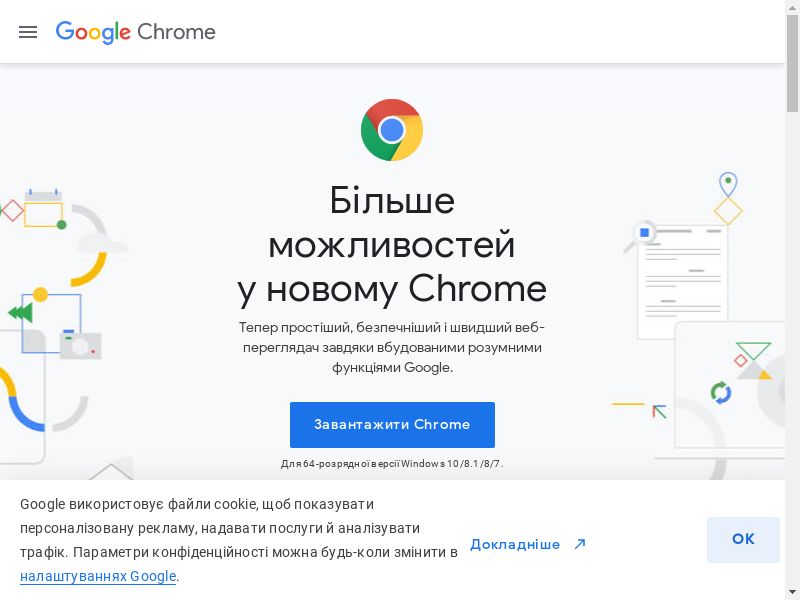 Google Chrome
Більше
можливостей
у новому Chrome
Тепер простіший, безпечніший і швидший веб-
переглядач завдяки вбудованими розумними
функціями Google.
Завантажити Chrome
Для 64-розрядної версії Windows 10/8.1/8/7.
Google використовує файли cookie, щоб показувати
персоналізовану рекламу, надавати послуги й аналізувати
трафік. Параметри конфіденційності можна будь-коли змінити в
налаштуваннях Google.
Докладніше
ОК